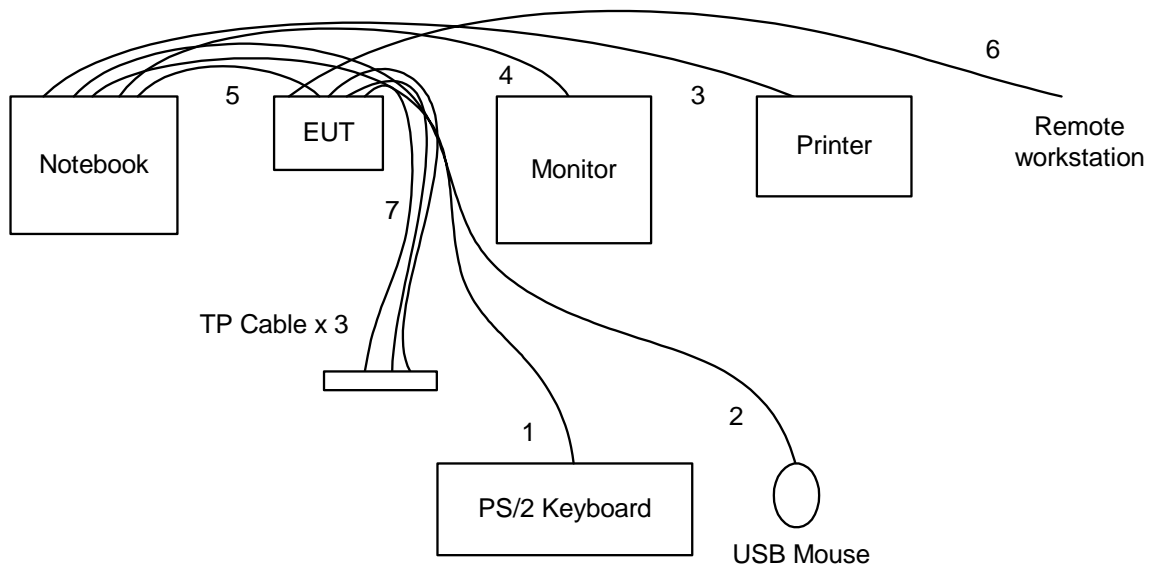 6
5
4
3
EUT
Remote
workstation
Printer
Notebook
Monitor
7
TP Cable x 3
1
2
PS/2 Keyboard
USB Mouse